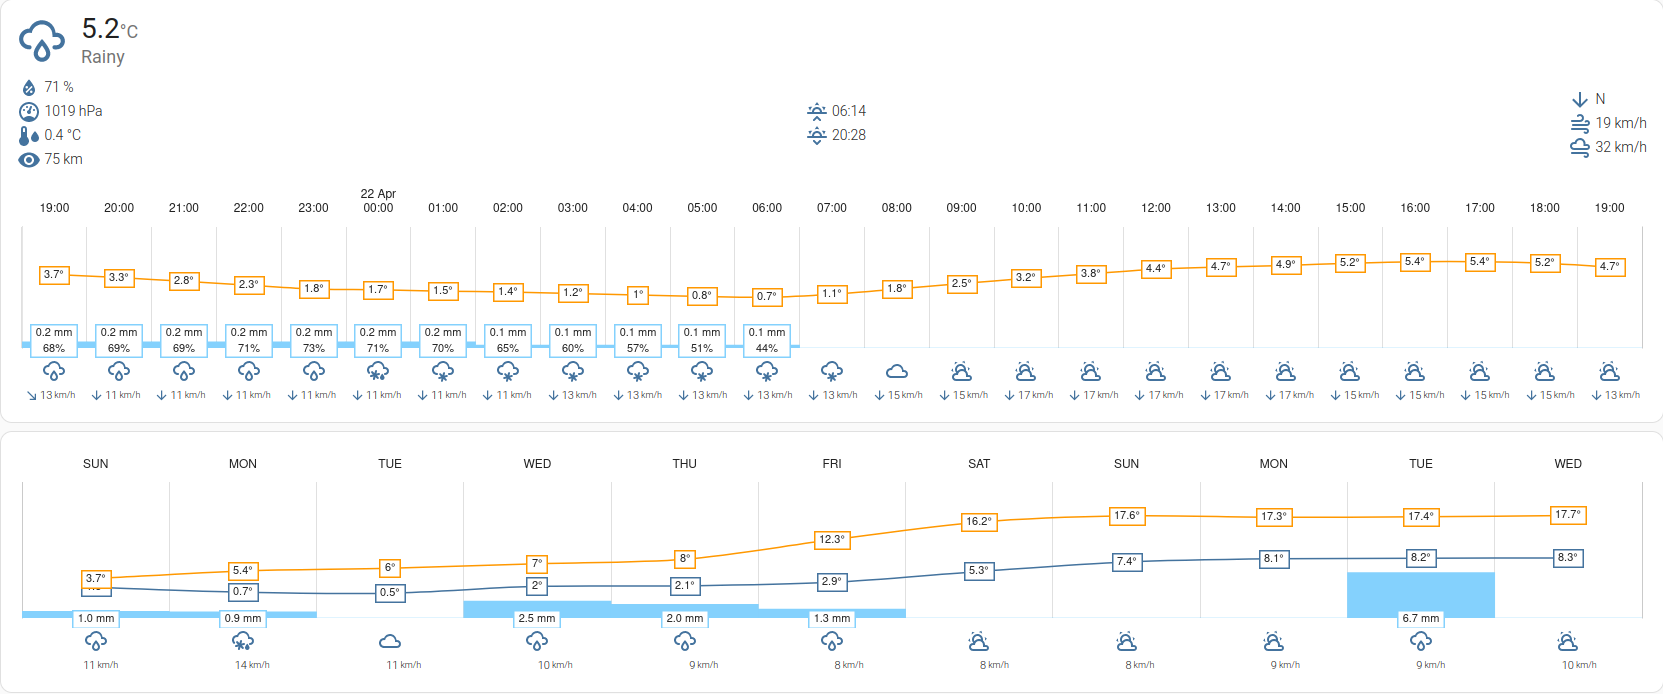 5.2°C
Rainy
71 %
1019 hPa
0.4 °C
75 km
06:14
20:28
N
19 km/h
32 km/h
22 Apr
19:00 20:00 21:00 22:00 23:00 00:00 01:00 02:00 03:00 04:00 05:00 06:00 07:00 08:00 09:00 10:00 11:00 12:00 13:00 14:00 15:00 16:00 17:00 18:00 19:00
3.7° 3.3° 2.8° 2.3° 1.8° 1.7° 1.5° 1.4° 1.2° 1° 0.8° 0.7° 1.1° 1.8° 2.5° 3.2° 3.8° 4.4° 4.7° 4.9° 5.2° 5.4° 5.4° 5.2° 4.7°
0.2 mm 0.2 mm 0.2 mm 0.2 mm 0.2 mm 0.2 mm 0.2 mm 0.1 mm 0.1 mm 0.1 mm 0.1 mm 0.1 mm
68% 69% 69% 71% 73% 71% 70% 65% 60% 57% 51% 44%
13 km/h 11 km/h 11 km/h 11 km/h 11 km/h 11 km/h 11 km/h 11 km/h 13 km/h 13 km/h 13 km/h 13 km/h 13 km/h 15 km/h 15 km/h 17 km/h 17 km/h 17 km/h 17 km/h 17 km/h 15 km/h 15 km/h 15 km/h 15 km/h 13 km/h
SUN MON TUE WED THU FRI SAT SUN MON TUE WED
3.7° 5.4° 6° 7° 8° 12.3° 16.2° 17.6° 17.3° 17.4° 17.7°
0.7° 0.5° 2° 2.1° 2.9° 5.3° 7.4° 8.1° 8.2° 8.3°
1.0 mm 0.9 mm 2.5 mm 2.0 mm 1.3 mm 6.7 mm
11 km/h 14 km/h 11 km/h 10 km/h 9 km/h 8 km/h 8 km/h 8 km/h 9 km/h 9 km/h 10 km/h